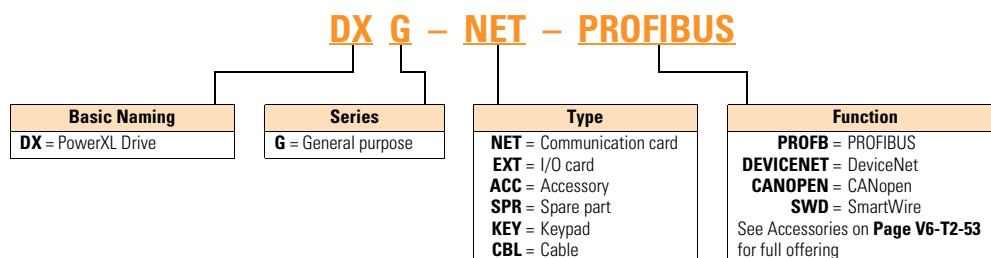 DX G – NET – PROFIBUS
Basic Naming
DX = PowerXL Drive
Series
G = General purpose
Type
NET = Communication card
EXT = I/O card
ACC = Accessory
SPR = Spare part
KEY = Keypad
CBL = Cable
Function
PROFB = PROFIBUS
DEVICENET = DeviceNet
CANOPEN = CANopen
SWD = SmartWire
See Accessories on Page V6-T2-53
for full offering